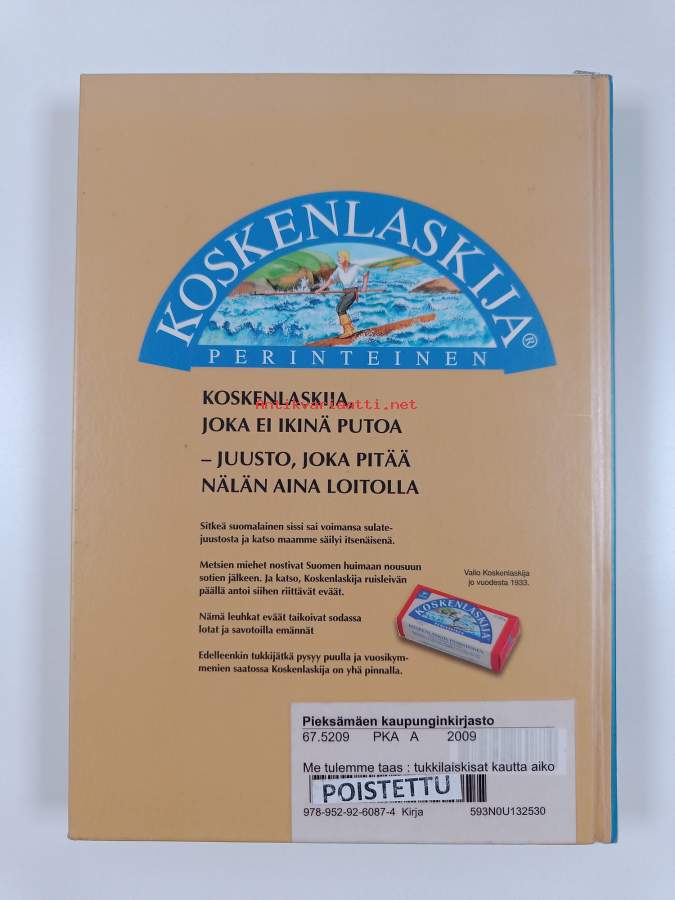 KOSKENLASKIJA®
PERINTEINEN
KOSKENLASKIJA,
Antikvariaatti.net
JOKA EI IKINÄ PUTOA
– JUUSTO, JOKA PITÄÄ
NÄLÄN AINA LOITOLLA
Sitkeä suomalainen sissi sai voimansa sulate-
juustosta ja katso maamme säilyi itsenäisenä.
Metsien miehet nostivat Suomen huimaan nousuun
sotien jälkeen. Ja katso, Koskenlaskija ruisleivän
päällä antoi siihen riittävät eväät.
Valio Koskenlaskija
jo vuodesta 1933.
Nämä leuhkat eväät taikoivat sodassa
lotat ja savotoilla emännät
Edelleenkin tukkijätkä pysyy puulla ja vuosikym-
menien saatossa Koskenlaskija on yhä pinnalla.
KOSKENLASKIJA
PERINTEINEN
KOSKENLASKIJA PERINTEINEN
Pieksämäen kaupunginkirjasto
67.5209 PKA A 2009
Me tulemme taas : tukkilaiskisat kautta aiko
POISTETTU
978-952-92-6087-4 Kirja 593N0U132530